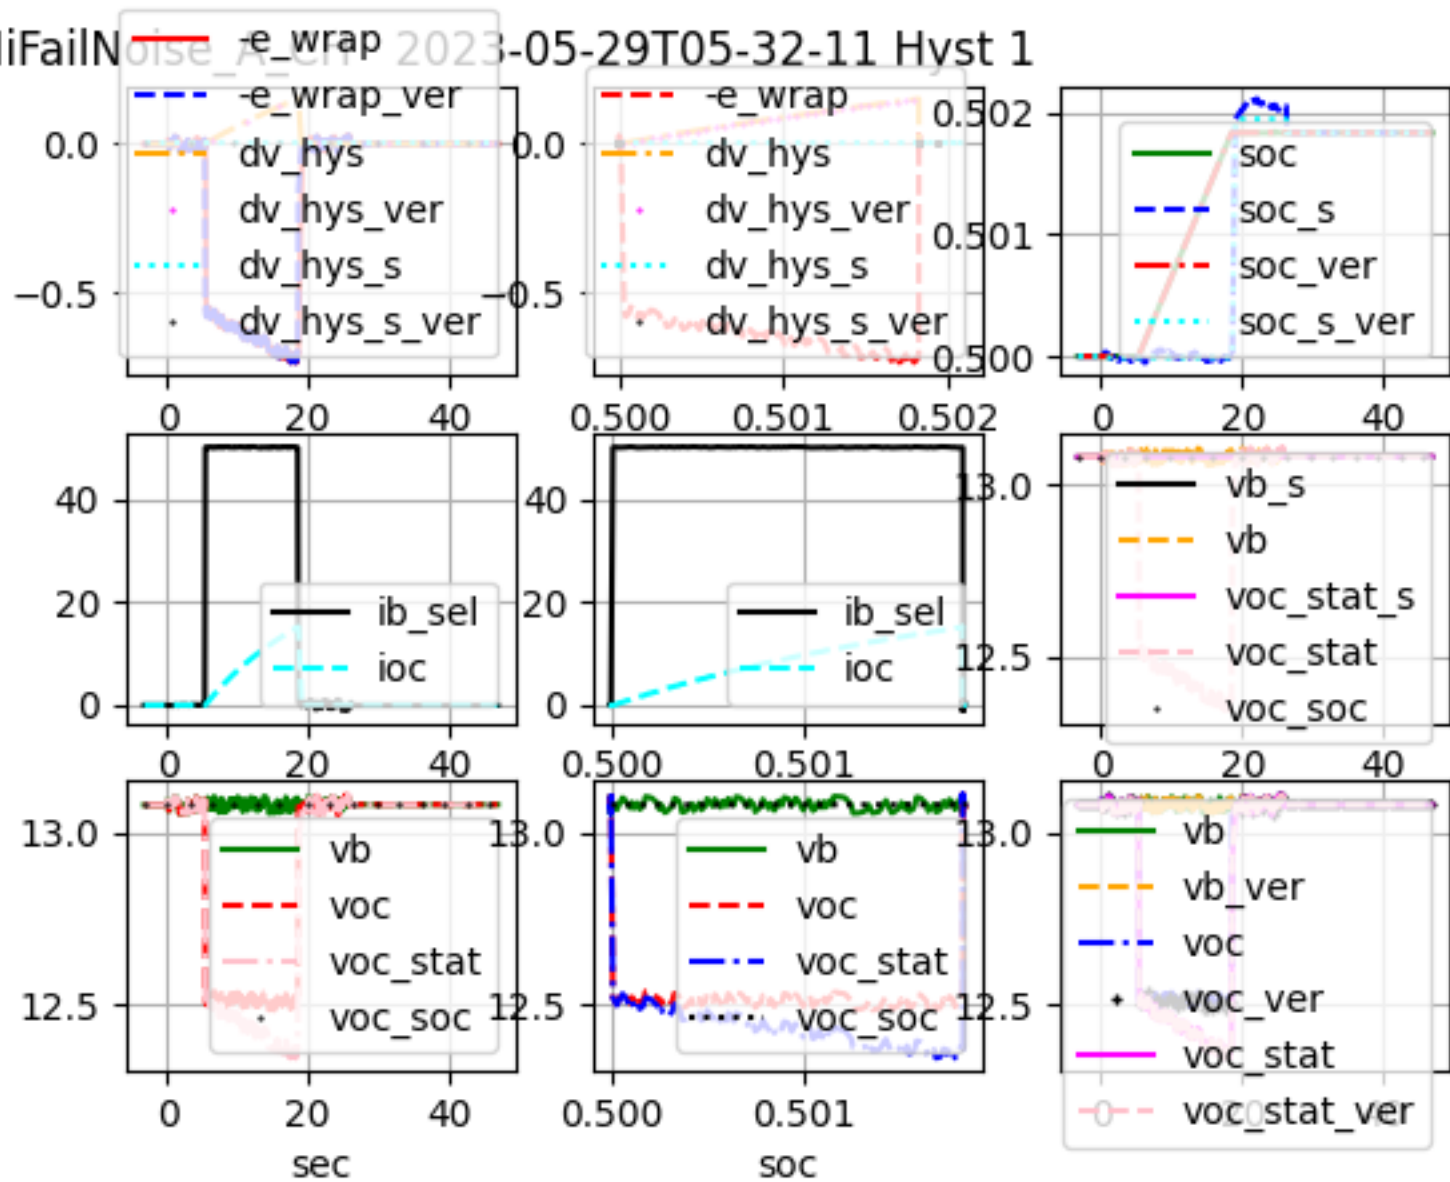 iFailNoise_A_cH 2023-05-29T05-32-11 Hyst 1
-e_wrap
-e_wrap_ver
dv_hys
dv_hys_ver
dv_hys_s
dv_hys_s_ver
0.0
−0.5
0 20 40
-e_wrap
dv_hys
dv_hys_ver
dv_hys_s
dv_hys_s_ver
0.0
−0.5
0.500 0.501 0.502
soc
soc_s
soc_ver
soc_s_ver
0.502
0.501
0.500
0 20 40
ib_sel
ioc
40
20
0
0 20 40
ib_sel
ioc
40
20
0
0.500 0.501
vb_s
vb
voc_stat_s
voc_stat
voc_soc
13.0
12.5
0 20 40
vb
voc
voc_stat
voc_soc
13.0
12.5
0 20 40
sec
vb
voc
voc_stat
voc_soc
13.0
12.5
0.500 0.501
soc
vb
vb_ver
voc
voc_ver
voc_stat
voc_stat_ver
13.0
12.5
0 20 40